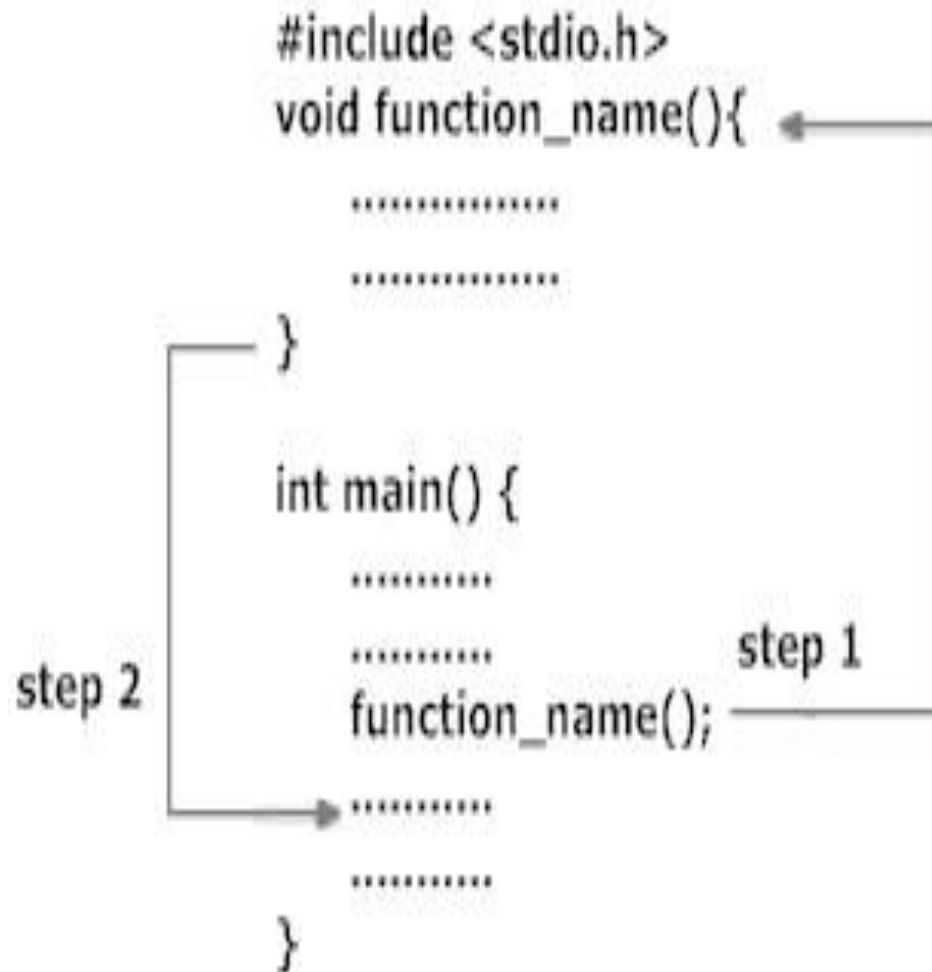 #include <stdio.h>
void function_name(){
................
................
}
int main() {
...........
...........
step 1
step 2
function_name();
...........
...........
}